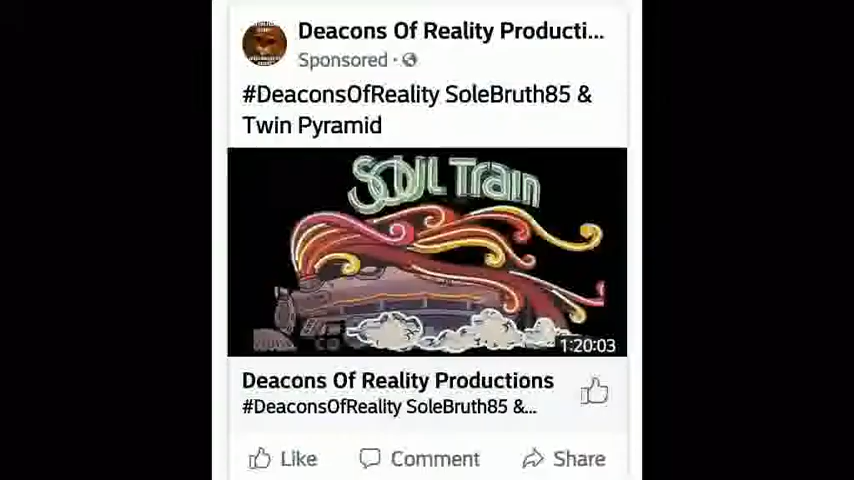 Deacons Of Reality Producti...
Sponsored ·
#DeaconsOfReality SoleBruth85 &
Twin Pyramid
SOUL Train
1:20:03
Deacons Of Reality Productions
#DeaconsOfReality SoleBruth85 &...
Like Comment Share